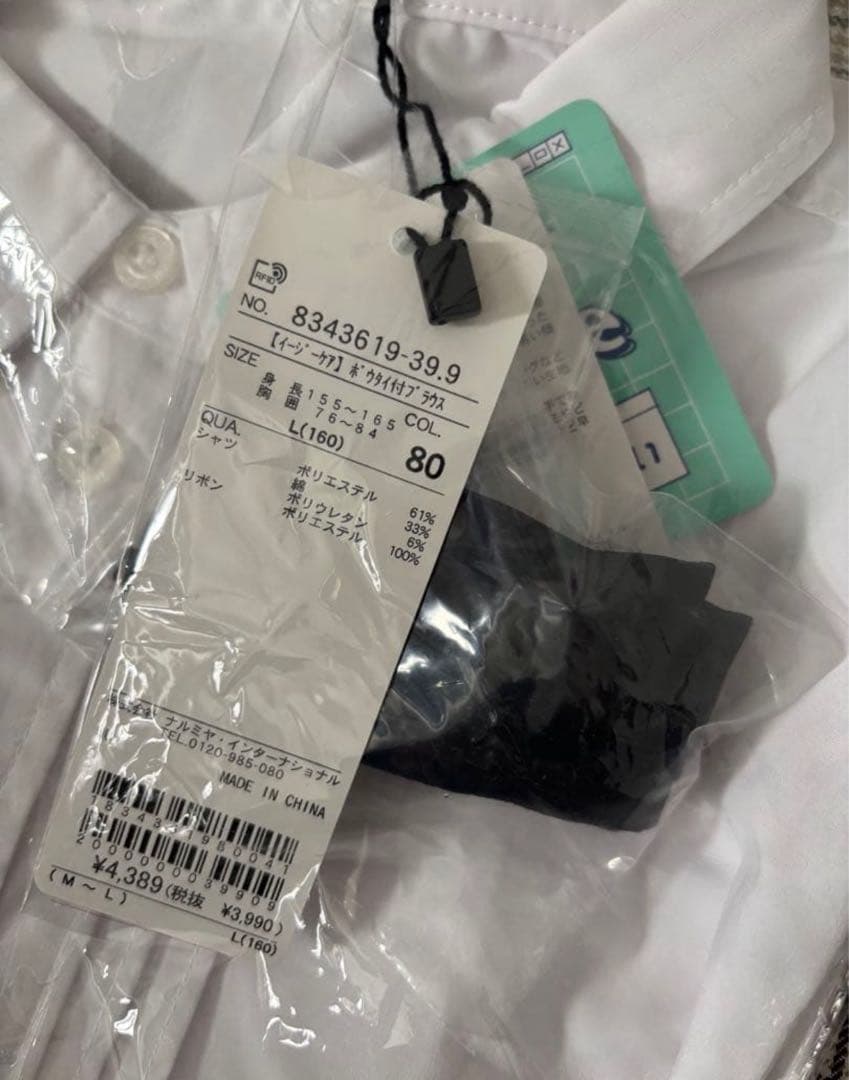 RFID
NO. 8343619-39.9
【イージーケア】ボウタイ付ブラウス
SIZE 身長155～165 COL.
胸囲 76～84
L(160) 80
QUA.
シャツ ポリエステル 61%
綿 33%
ポリウレタン 6%
リボン ポリエステル 100%
ナルミヤ・インターナショナル
TEL.0120-985-080
MADE IN CHINA
¥4,389(税抜 ¥3,990)
(M～L)
L(160)